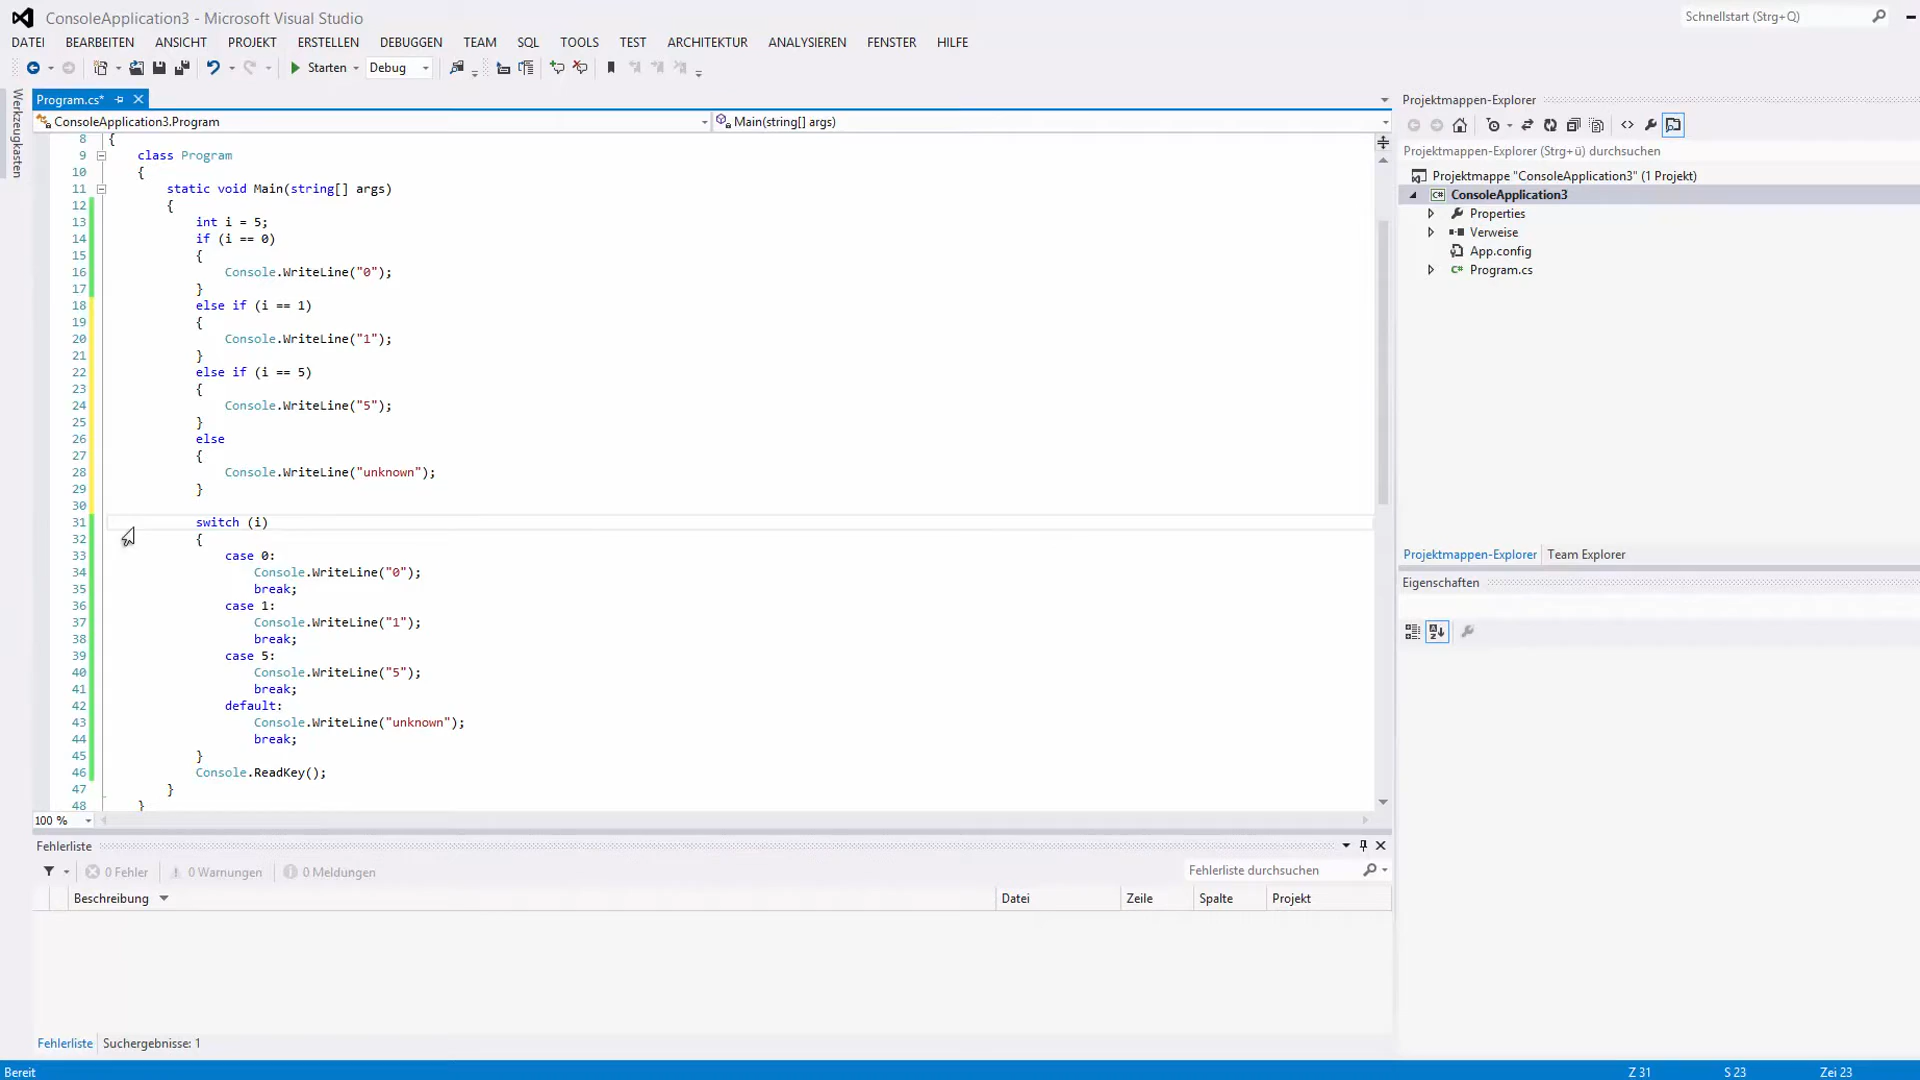 ConsoleApplication3 - Microsoft Visual Studio
Schnellstart (Strg+Q)
DATEI BEARBEITEN ANSICHT PROJEKT ERSTELLEN DEBUGGEN TEAM SQL TOOLS TEST ARCHITEKTUR ANALYSIEREN FENSTER HILFE
Starten Debug
Werkzeugkasten
Program.cs*
ConsoleApplication3.Program
Main(string[] args)
8 {
9 class Program
10 {
11 static void Main(string[] args)
12 {
13 int i = 5;
14 if (i == 0)
15 {
16 Console.WriteLine("0");
17 }
18 else if (i == 1)
19 {
20 Console.WriteLine("1");
21 }
22 else if (i == 5)
23 {
24 Console.WriteLine("5");
25 }
26 else
27 {
28 Console.WriteLine("unknown");
29 }
30
31 switch (i)
32 {
33 case 0:
34 Console.WriteLine("0");
35 break;
36 case 1:
37 Console.WriteLine("1");
38 break;
39 case 5:
40 Console.WriteLine("5");
41 break;
42 default:
43 Console.WriteLine("unknown");
44 break;
45 }
46 Console.ReadKey();
47 }
48 }
100 %
Fehlerliste
0 Fehler 0 Warnungen 0 Meldungen
Fehlerliste durchsuchen
Beschreibung Datei Zeile Spalte Projekt
Fehlerliste Suchergebnisse: 1
Projektmappen-Explorer
Projektmappen-Explorer (Strg+ü) durchsuchen
Projektmappe "ConsoleApplication3" (1 Projekt)
C# ConsoleApplication3
Properties
Verweise
App.config
C# Program.cs
Projektmappen-Explorer Team Explorer
Eigenschaften
Bereit Z 31 S 23 Zei 23